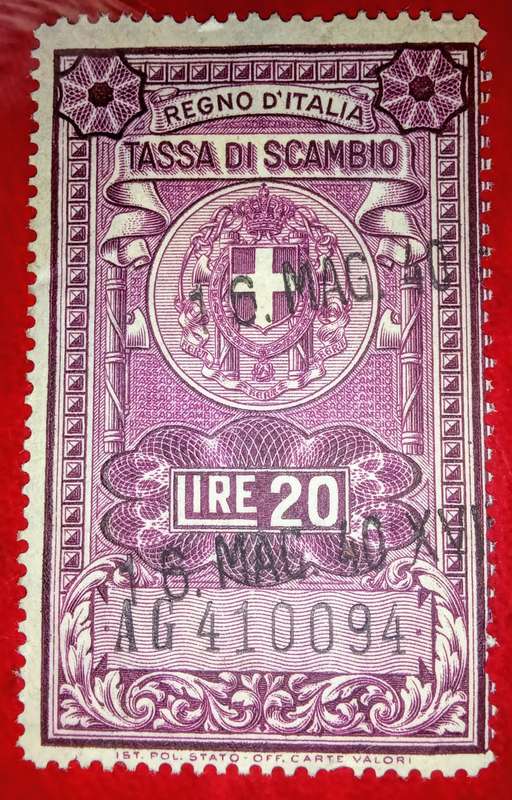 REGNO D'ITALIA
TASSA DI SCAMBIO
16. MAG. 40
LIRE 20
16. MAG. 40 XVII
AG 410094
IST. POL. STATO - OFF. CARTE VALORI